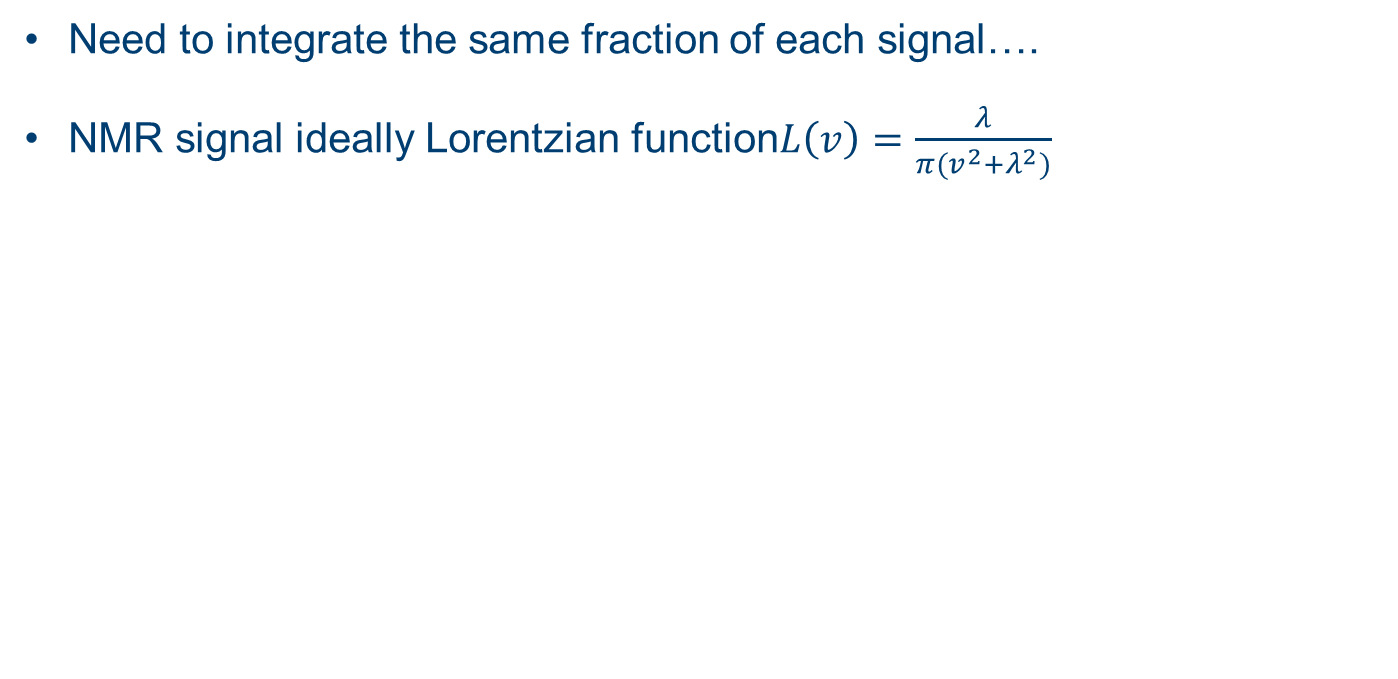 • Need to integrate the same fraction of each signal….
• NMR signal ideally Lorentzian function𝐿(𝑣) = 𝜆/𝜋(𝑣²+𝜆²)